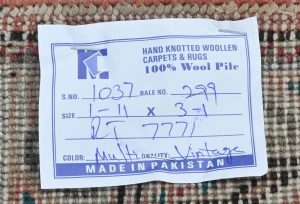 HAND KNOTTED WOOLLEN
CARPETS & RUGS
100% Wool Pile
S.NO. 1037 BALE NO. 299
SIZE 1-11 x 3-1
RT 7771
COLOR: Multi QUALITY: Vintage
MADE IN PAKISTAN